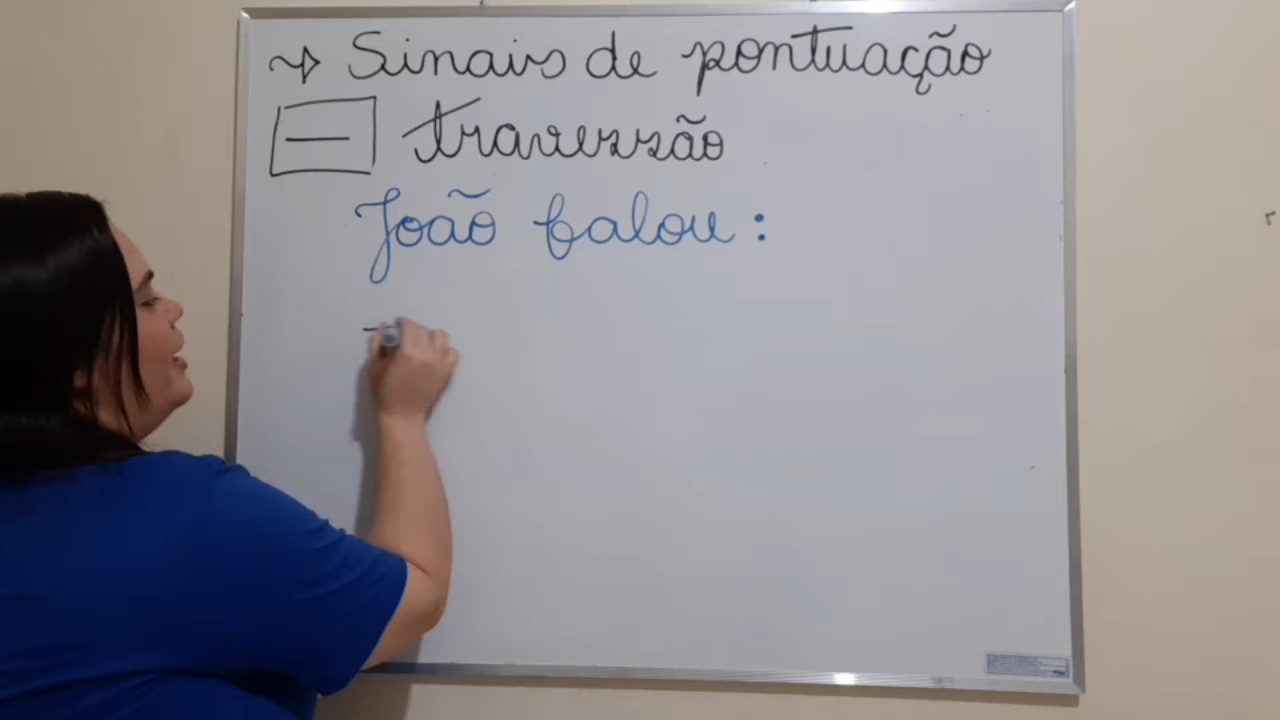 → Sinais de pontuação
— travessão
João falou:
—